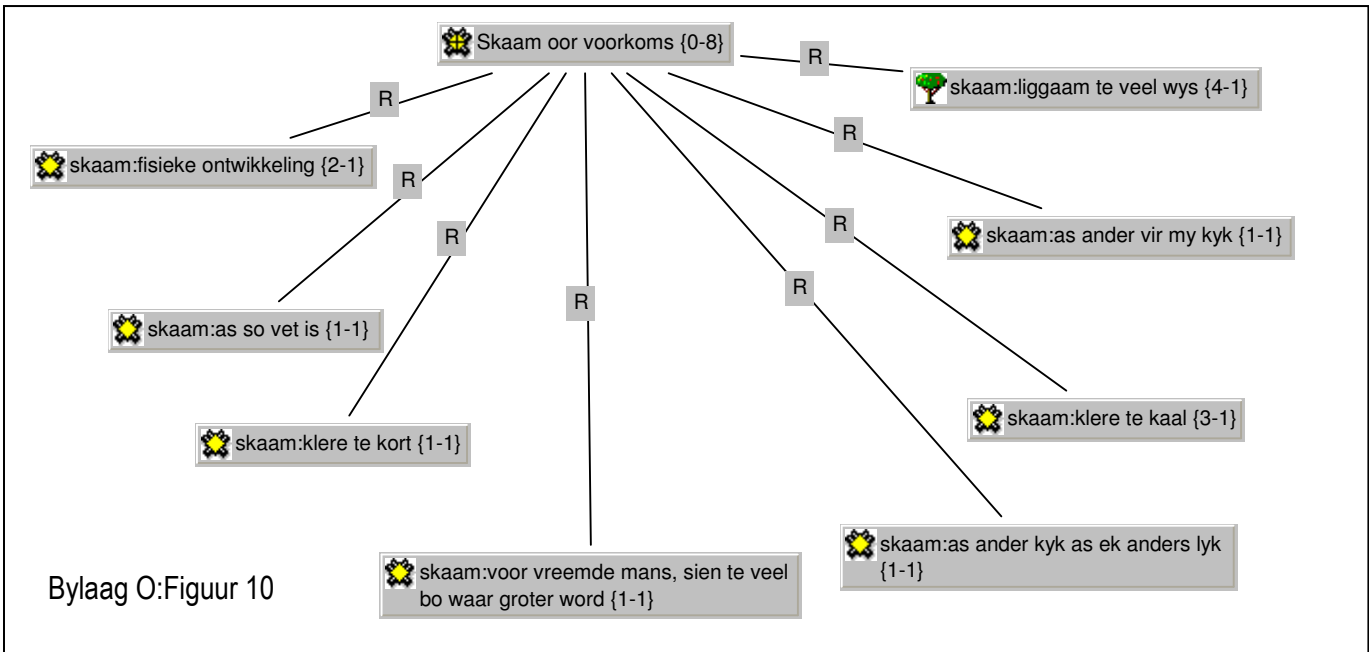 Skaam oor voorkoms {0-8}
R
skaam:liggaam te veel wys {4-1}
R
R
skaam:fisieke ontwikkeling {2-1}
R
R
skaam:as ander vir my kyk {1-1}
R
R
R
skaam:as so vet is {1-1}
skaam:klere te kaal {3-1}
skaam:klere te kort {1-1}
skaam:as ander kyk as ek anders lyk
{1-1}
skaam:voor vreemde mans, sien te veel
bo waar groter word {1-1}
Bylaag O:Figuur 10